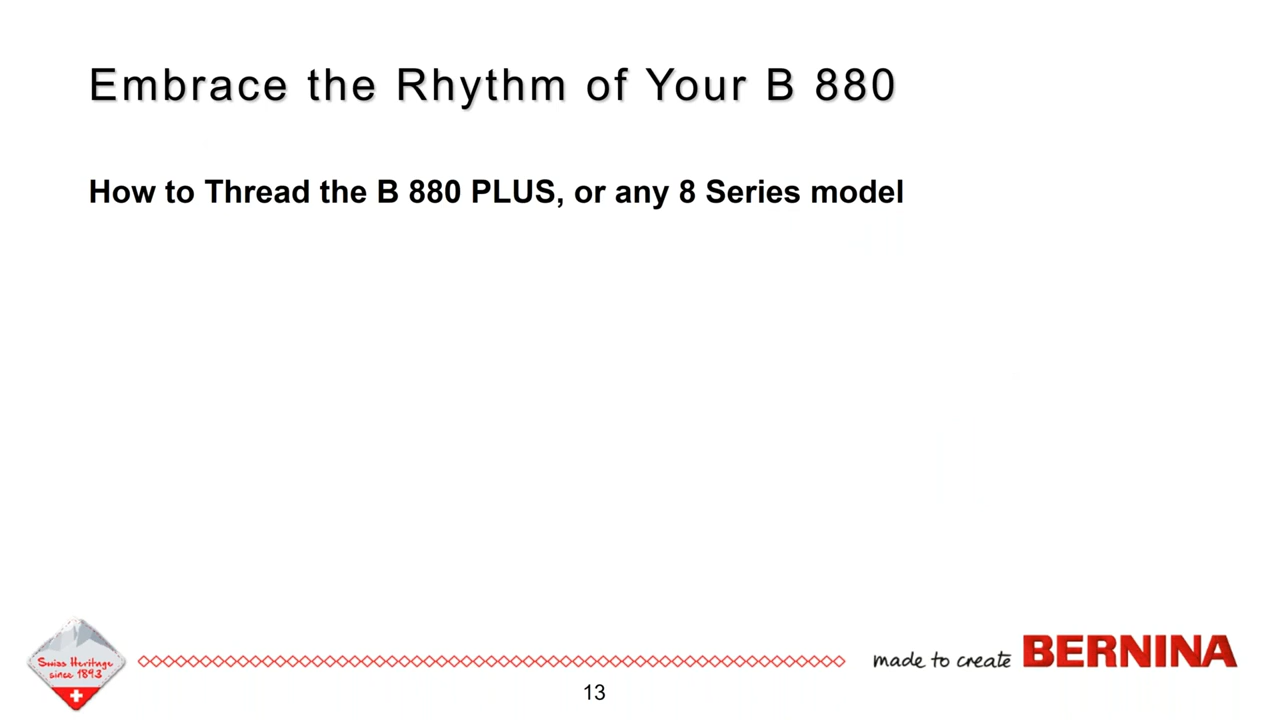 Embrace the Rhythm of Your B 880
How to Thread the B 880 PLUS, or any 8 Series model
Swiss Heritage
since 1893
made to create BERNINA
13